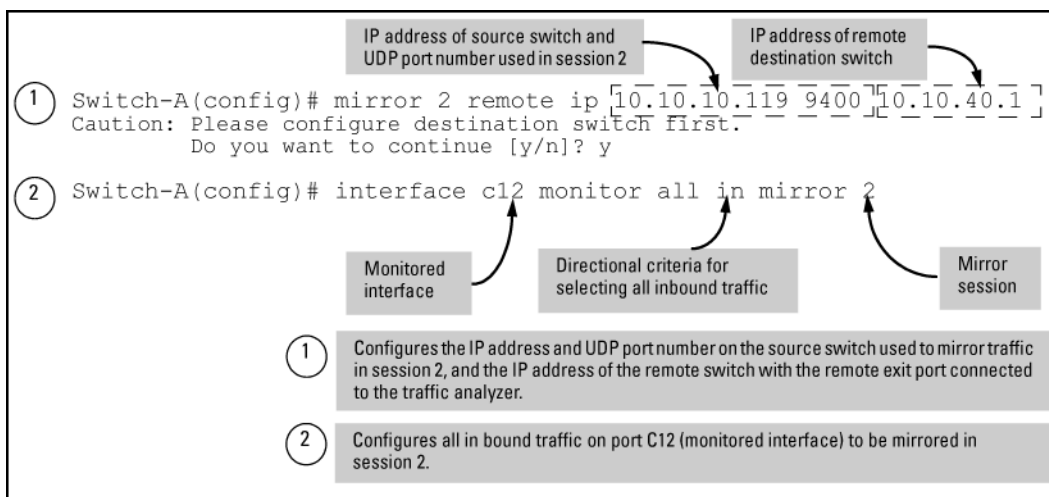 IP address of source switch and
UDP port number used in session 2
IP address of remote
destination switch
1
Switch-A(config)# mirror 2 remote ip 10.10.10.119 9400 10.10.40.1
Caution: Please configure destination switch first.
Do you want to continue [y/n]? y
2
Switch-A(config)# interface c12 monitor all in mirror 2
Monitored
interface
Directional criteria for
selecting all inbound traffic
Mirror
session
1
Configures the IP address and UDP port number on the source switch used to mirror traffic
in session 2, and the IP address of the remote switch with the remote exit port connected
to the traffic analyzer.
2
Configures all in bound traffic on port C12 (monitored interface) to be mirrored in
session 2.